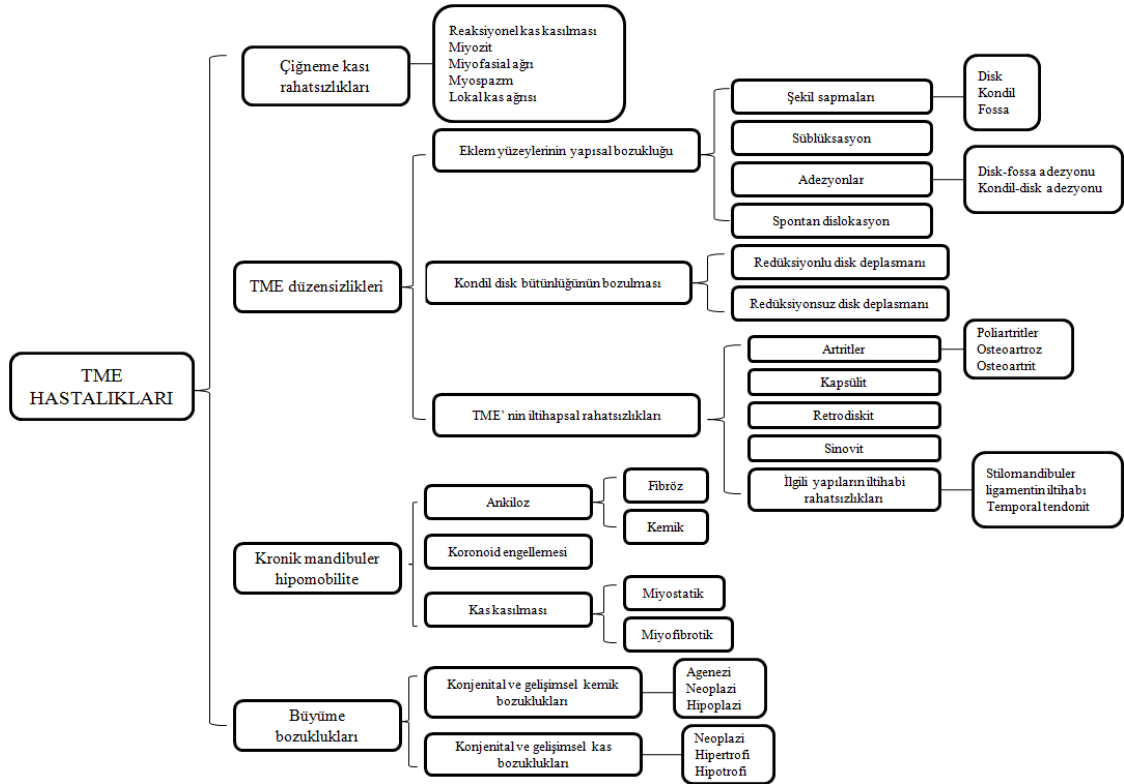 TME
HASTALIKLARI
Çiğneme kası
rahatsızlıkları
Reaksiyonel kas kasılması
Miyozit
Miyofasial ağrı
Myospazm
Lokal kas ağrısı
TME düzensizlikleri
Eklem yüzeylerinin yapısal bozukluğu
Şekil sapmaları
Disk
Kondil
Fossa
Süblüksasyon
Adezyonlar
Disk-fossa adezyonu
Kondil-disk adezyonu
Spontan dislokasyon
Kondil disk bütünlüğünün bozulması
Redüksiyonlu disk deplasmanı
Redüksiyonsuz disk deplasmanı
TME’ nin iltihapsal rahatsızlıkları
Artritler
Poliartritler
Osteoartroz
Osteoartrit
Kapsülit
Retrodiskit
Sinovit
İlgili yapıların iltihabi
rahatsızlıkları
Stilomandibuler
ligamentin iltihabı
Temporal tendonit
Kronik mandibuler
hipomobilite
Ankiloz
Fibröz
Kemik
Koronoid engellemesi
Kas kasılması
Miyostatik
Miyofibrotik
Büyüme
bozuklukları
Konjenital ve gelişimsel kemik
bozuklukları
Agenezi
Neoplazi
Hipoplazi
Konjenital ve gelişimsel kas
bozuklukları
Neoplazi
Hipertrofi
Hipotrofi